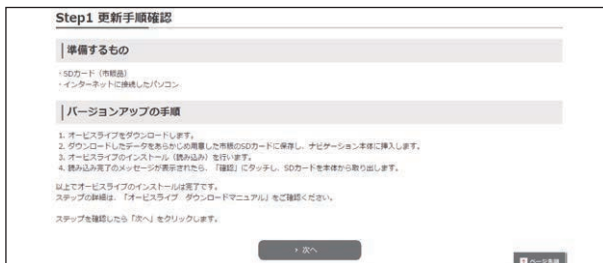 Step1 更新手順確認
準備するもの
・SDカード（市販品）
・インターネットに接続したパソコン
バージョンアップの手順
1. オービスライブをダウンロードします。
2. ダウンロードしたデータをあらかじめ用意した市販のSDカードに保存し、ナビゲーション本体に挿入します。
3. オービスライブのインストール（読み込み）を行います。
4. 読み込み完了のメッセージが表示されたら、「確認」にタッチし、SDカードを本体から取り出します。
以上でオービスライブのインストールは完了です。
ステップの詳細は、「オービスライブ ダウンロードマニュアル」をご確認ください。
ステップを確認したら「次へ」をクリックします。
次へ